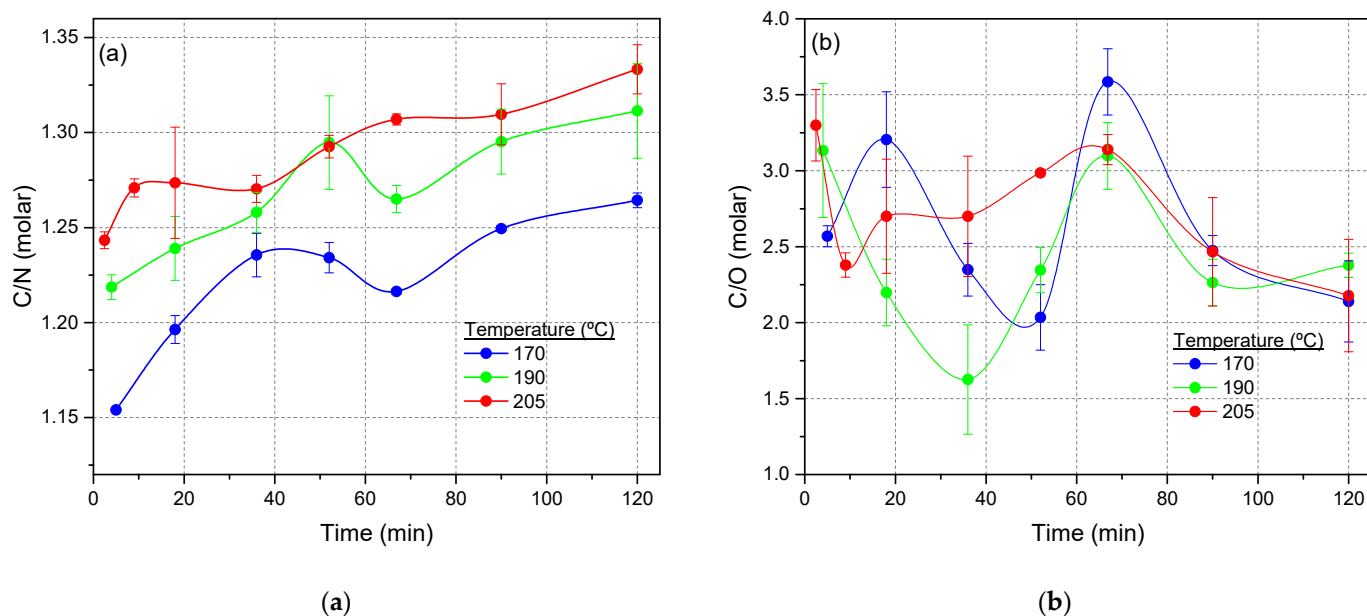 (a)
C/N (molar)
1.35
1.30
1.25
1.20
1.15
Temperature (ºC)
170
190
205
0 20 40 60 80 100 120
Time (min)
(b)
C/O (molar)
4.0
3.5
3.0
2.5
2.0
1.5
1.0
Temperature (ºC)
170
190
205
0 20 40 60 80 100 120
Time (min)
(a) (b)